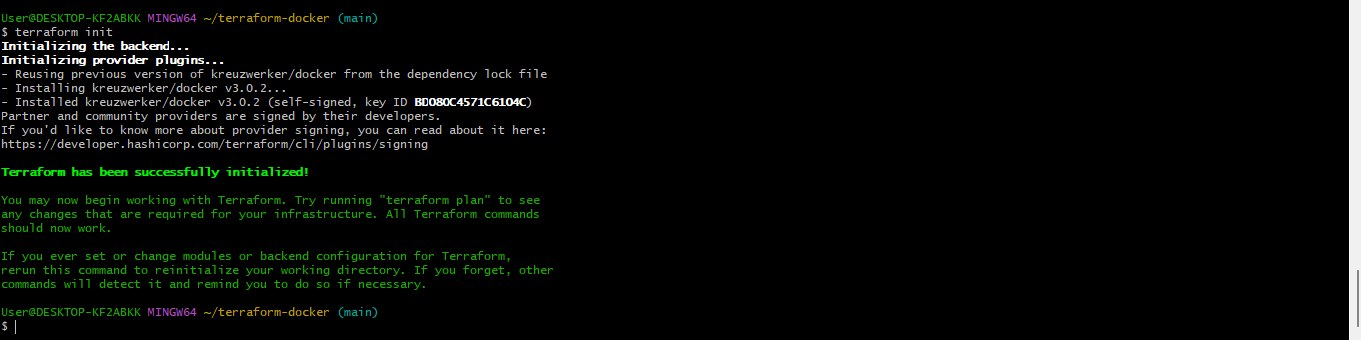 User@DESKTOP-KF2ABKK MINGW64 ~/terraform-docker (main)
$ terraform init
Initializing the backend...
Initializing provider plugins...
- Reusing previous version of kreuzwerker/docker from the dependency lock file
- Installing kreuzwerker/docker v3.0.2...
- Installed kreuzwerker/docker v3.0.2 (self-signed, key ID BD080C4571C6104C)
Partner and community providers are signed by their developers.
If you'd like to know more about provider signing, you can read about it here:
https://developer.hashicorp.com/terraform/cli/plugins/signing
Terraform has been successfully initialized!
You may now begin working with Terraform. Try running "terraform plan" to see
any changes that are required for your infrastructure. All Terraform commands
should now work.
If you ever set or change modules or backend configuration for Terraform,
rerun this command to reinitialize your working directory. If you forget, other
commands will detect it and remind you to do so if necessary.
User@DESKTOP-KF2ABKK MINGW64 ~/terraform-docker (main)
$